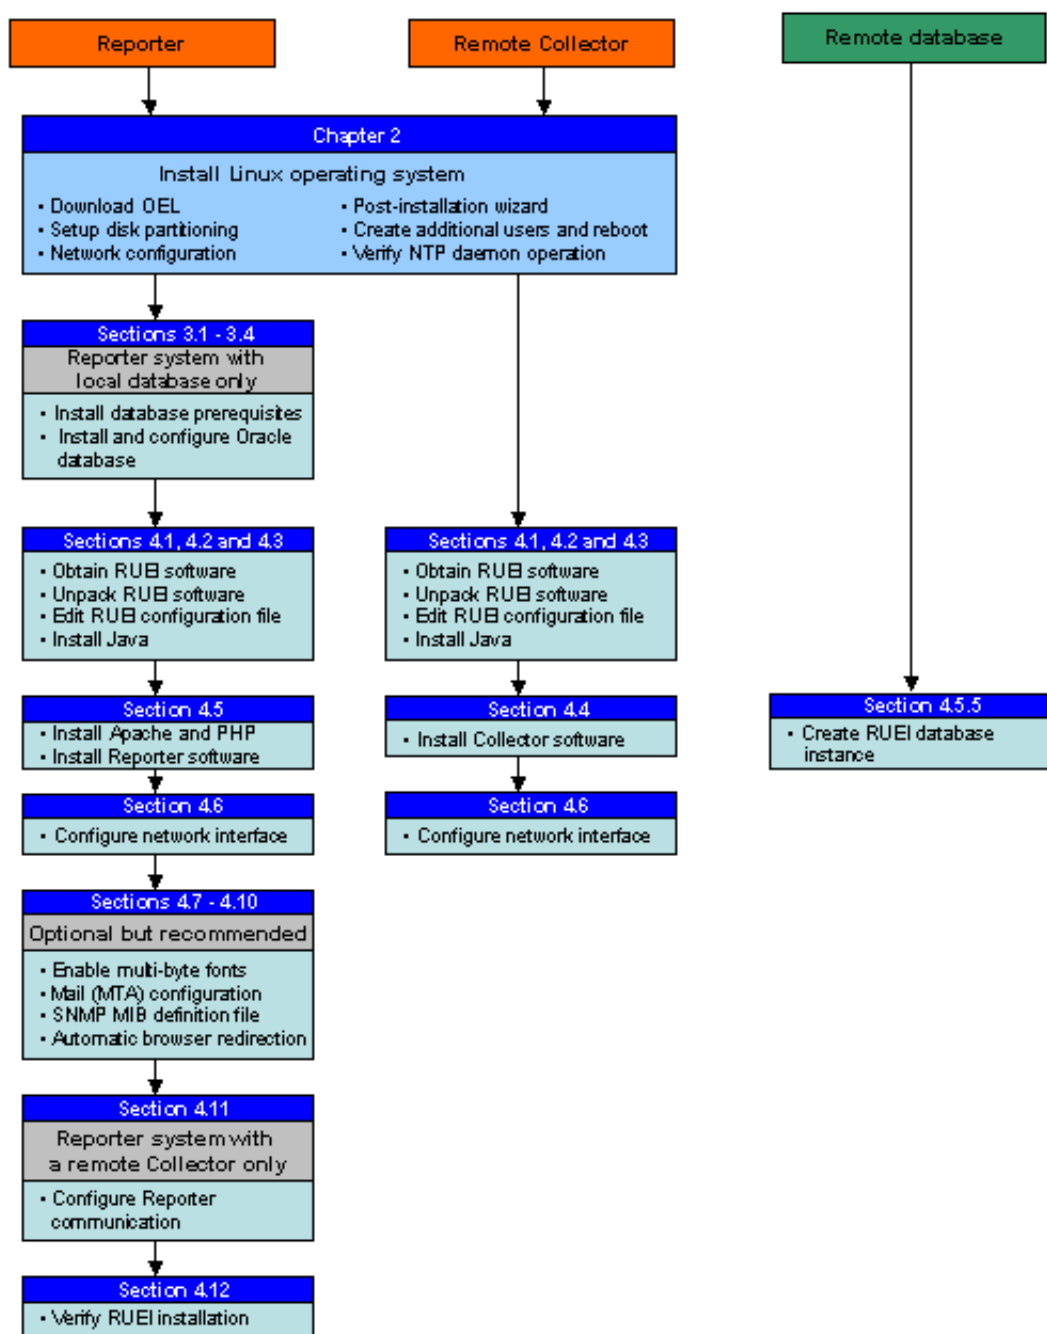 Reporter
Remote Collector
Remote database
Chapter 2
Install Linux operating system
• Download OEL
• Setup disk partitioning
• Network configuration
• Post-installation wizard
• Create additional users and reboot
• Verify NTP daemon operation
Sections 3.1 - 3.4
Reporter system with
local database only
• Install database prerequisites
• Install and configure Oracle
database
Sections 4.1, 4.2 and 4.3
• Obtain RUEI software
• Unpack RUEI software
• Edit RUEI configuration file
• Install Java
Sections 4.1, 4.2 and 4.3
• Obtain RUEI software
• Unpack RUEI software
• Edit RUEI configuration file
• Install Java
Section 4.5
• Install Apache and PHP
• Install Reporter software
Section 4.4
• Install Collector software
Section 4.5.5
• Create RUEI database
instance
Section 4.6
• Configure network interface
Section 4.6
• Configure network interface
Sections 4.7 - 4.10
Optional but recommended
• Enable multi-byte fonts
• Mail (MTA) configuration
• SNMP MIB definition file
• Automatic browser redirection
Section 4.11
Reporter system with
a remote Collector only
• Configure Reporter
communication
Section 4.12
• Verify RUEI installation